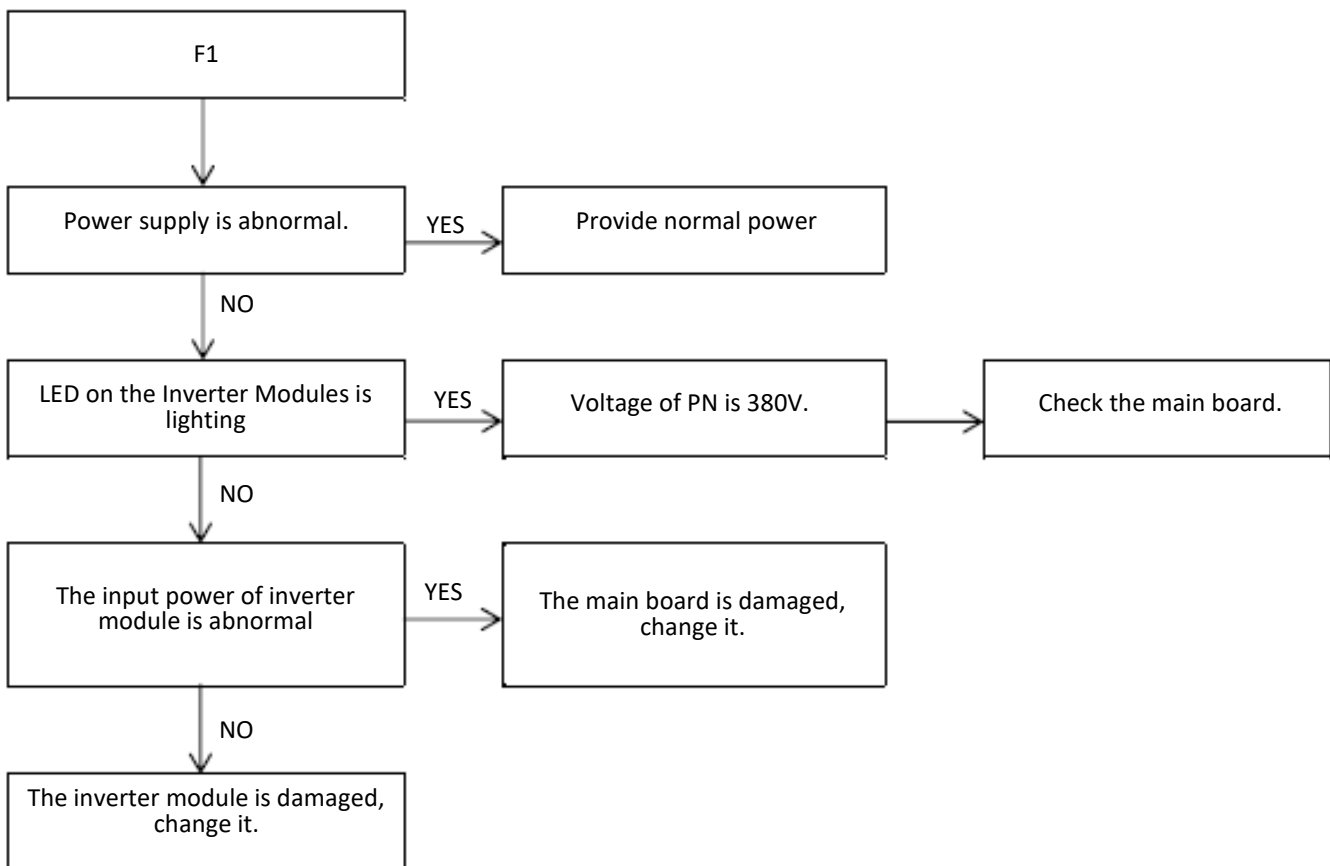 F1
Power supply is abnormal.
YES
Provide normal power
NO
LED on the Inverter Modules is
lighting
YES
Voltage of PN is 380V.
Check the main board.
NO
The input power of inverter
module is abnormal
YES
The main board is damaged,
change it.
NO
The inverter module is damaged,
change it.